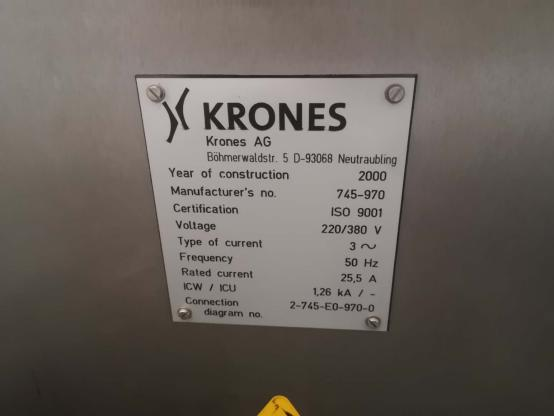 KRONES
Krones AG
Böhmerwaldstr. 5 D-93068 Neutraubling
Year of construction 2000
Manufacturer's no. 745-970
Certification ISO 9001
Voltage 220/380 V
Type of current 3 ~
Frequency 50 Hz
Rated current 25,5 A
ICW / ICU 1,26 kA / -
Connection
diagram no. 2-745-E0-970-0